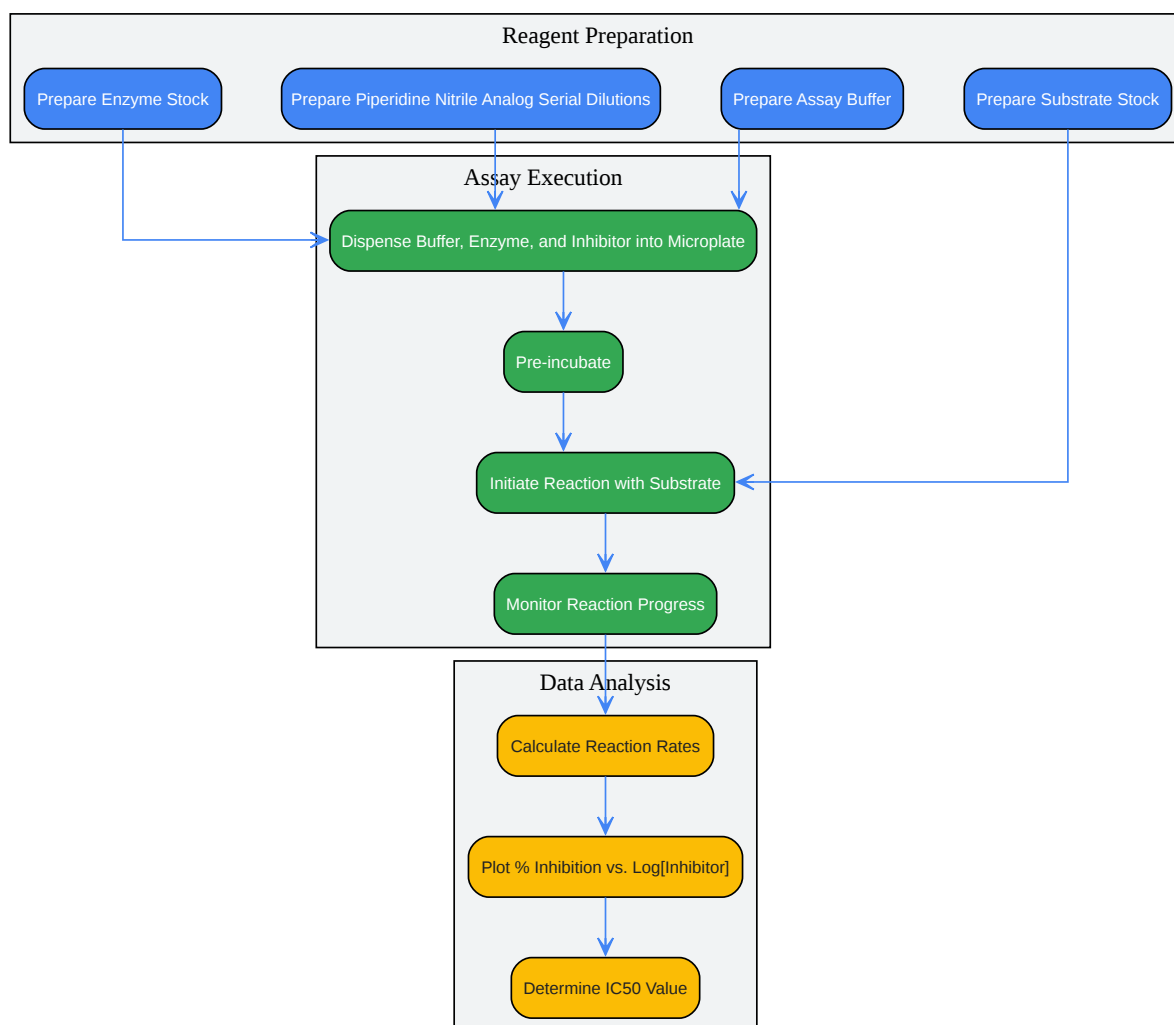 Reagent Preparation
Prepare Enzyme Stock
Prepare Piperidine Nitrile Analog Serial Dilutions
Prepare Assay Buffer
Prepare Substrate Stock
Assay Execution
Dispense Buffer, Enzyme, and Inhibitor into Microplate
Pre-incubate
Initiate Reaction with Substrate
Monitor Reaction Progress
Data Analysis
Calculate Reaction Rates
Plot % Inhibition vs. Log[Inhibitor]
Determine IC50 Value